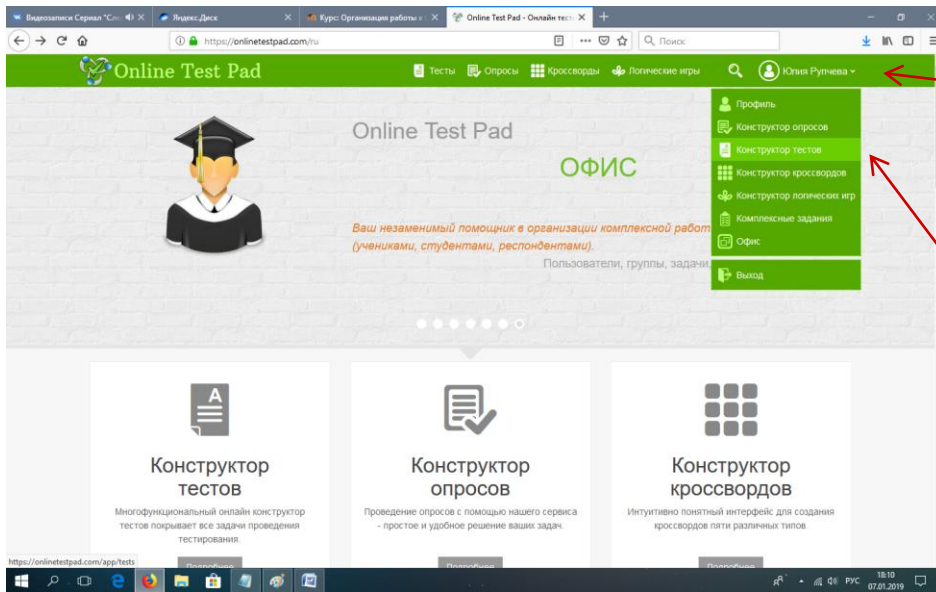 Видеозаписи Сериал "Сле
Яндекс.Диск
Курс: Организация работы в
Online Test Pad - Онлайн тест
https://onlinetestpad.com/ru
Поиск
Online Test Pad
Тесты
Опросы
Кроссворды
Логические игры
Юлия Рупчева
Профиль
Конструктор опросов
Конструктор тестов
Конструктор кроссвордов
Конструктор логических игр
Комплексные задания
Офис
Выход
Online Test Pad
ОФИС
Ваш незаменимый помощник в организации комплексной работ
(учениками, студентами, респондентами).
Пользователи, группы, задачи,
A
Конструктор
тестов
Многофункциональный онлайн конструктор
тестов покрывает все задачи проведения
тестирования.
Подробнее
Конструктор
опросов
Проведение опросов с помощью нашего сервиса
- простое и удобное решение ваших задач.
Подробнее
Конструктор
кроссвордов
Интуитивно понятный интерфейс для создания
кроссвордов пяти различных типов.
Подробнее
https://onlinetestpad.com/app/tests
РУС
18:10
07.01.2019